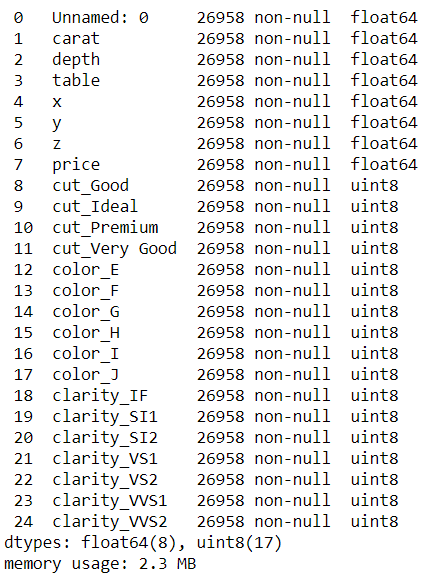 0 Unnamed: 0 26958 non-null float64
1 carat 26958 non-null float64
2 depth 26958 non-null float64
3 table 26958 non-null float64
4 x 26958 non-null float64
5 y 26958 non-null float64
6 z 26958 non-null float64
7 price 26958 non-null float64
8 cut_Good 26958 non-null uint8
9 cut_Ideal 26958 non-null uint8
10 cut_Premium 26958 non-null uint8
11 cut_Very Good 26958 non-null uint8
12 color_E 26958 non-null uint8
13 color_F 26958 non-null uint8
14 color_G 26958 non-null uint8
15 color_H 26958 non-null uint8
16 color_I 26958 non-null uint8
17 color_J 26958 non-null uint8
18 clarity_IF 26958 non-null uint8
19 clarity_SI1 26958 non-null uint8
20 clarity_SI2 26958 non-null uint8
21 clarity_VS1 26958 non-null uint8
22 clarity_VS2 26958 non-null uint8
23 clarity_VVS1 26958 non-null uint8
24 clarity_VVS2 26958 non-null uint8
dtypes: float64(8), uint8(17)
memory usage: 2.3 MB